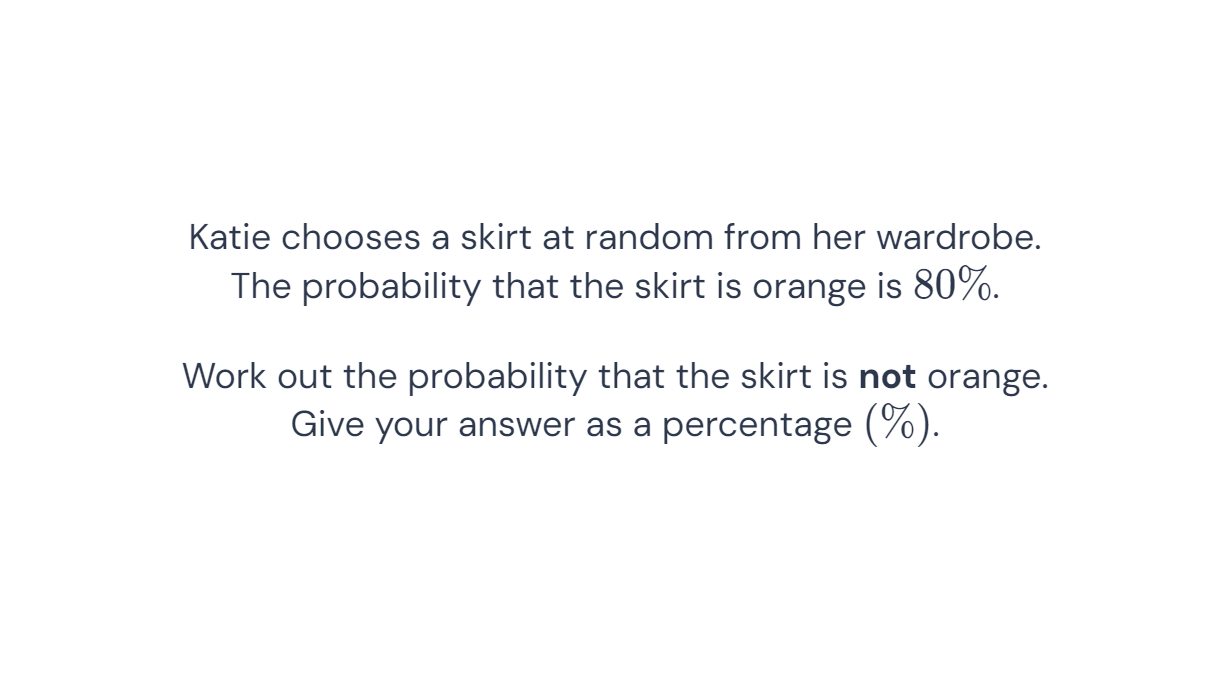 Katie chooses a skirt at random from her wardrobe.
The probability that the skirt is orange is 80%.
Work out the probability that the skirt is not orange.
Give your answer as a percentage (%).